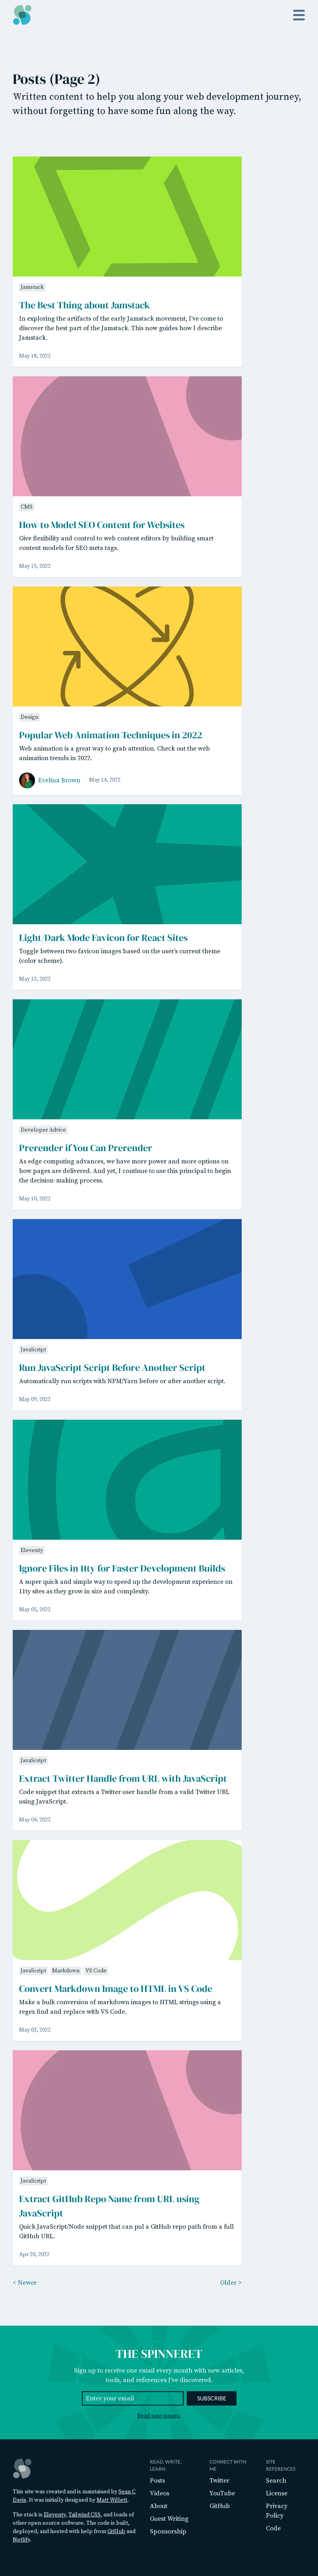 Posts (Page 2)
Written content to help you along your web development journey,
without forgetting to have some fun along the way.
Jamstack
The Best Thing about Jamstack
In exploring the artifacts of the early Jamstack movement, I've come to
discover the best part of the Jamstack. This now guides how I describe
Jamstack.
May 18, 2022
CMS
How to Model SEO Content for Websites
Give flexibility and control to web content editors by building smart
content models for SEO meta tags.
May 15, 2022
Design
Popular Web Animation Techniques in 2022
Web animation is a great way to grab attention. Check out the web
animation trends in 2022.
Evelina Brown May 14, 2022
Light/Dark Mode Favicon for React Sites
Toggle between two favicon images based on the user's current theme
(color scheme).
May 13, 2022
Developer Advice
Prerender if You Can Prerender
As edge computing advances, we have more power and more options on
how pages are delivered. And yet, I continue to use this principal to begin
the decision-making process.
May 10, 2022
JavaScript
Run JavaScript Script Before Another Script
Automatically run scripts with NPM/Yarn before or after another script.
May 09, 2022
Eleventy
Ignore Files in 11ty for Faster Development Builds
A super quick and simple way to speed up the development experience on
11ty sites as they grow in size and complexity.
May 05, 2022
JavaScript
Extract Twitter Handle from URL with JavaScript
Code snippet that extracts a Twitter user handle from a valid Twitter URL
using JavaScript.
May 04, 2022
JavaScript Markdown VS Code
Convert Markdown Image to HTML in VS Code
Make a bulk conversion of markdown images to HTML strings using a
regex find and replace with VS Code.
May 03, 2022
JavaScript
Extract GitHub Repo Name from URL using
JavaScript
Quick JavaScript/Node snippet that can pul a GitHub repo path from a full
GitHub URL.
Apr 20, 2022
< Newer
Older >
THE SPINNERET
Sign up to receive one email every month with new articles,
tools, and references I've discovered.
Enter your email
SUBSCRIBE
Read past issues.
This site was created and is maintained by Sean C
Davis. It was initially designed by Matt Willett.
The stack is Eleventy, Tailwind CSS, and loads of
other open-source software. The code is built,
deployed, and hosted with help from GitHub and
Netlify.
READ. WRITE.
LEARN
Posts
Videos
About
Guest Writing
Sponsorship
CONNECT WITH
ME
Twitter
YouTube
GitHub
SITE
REFERENCES
Search
License
Privacy
Policy
Code